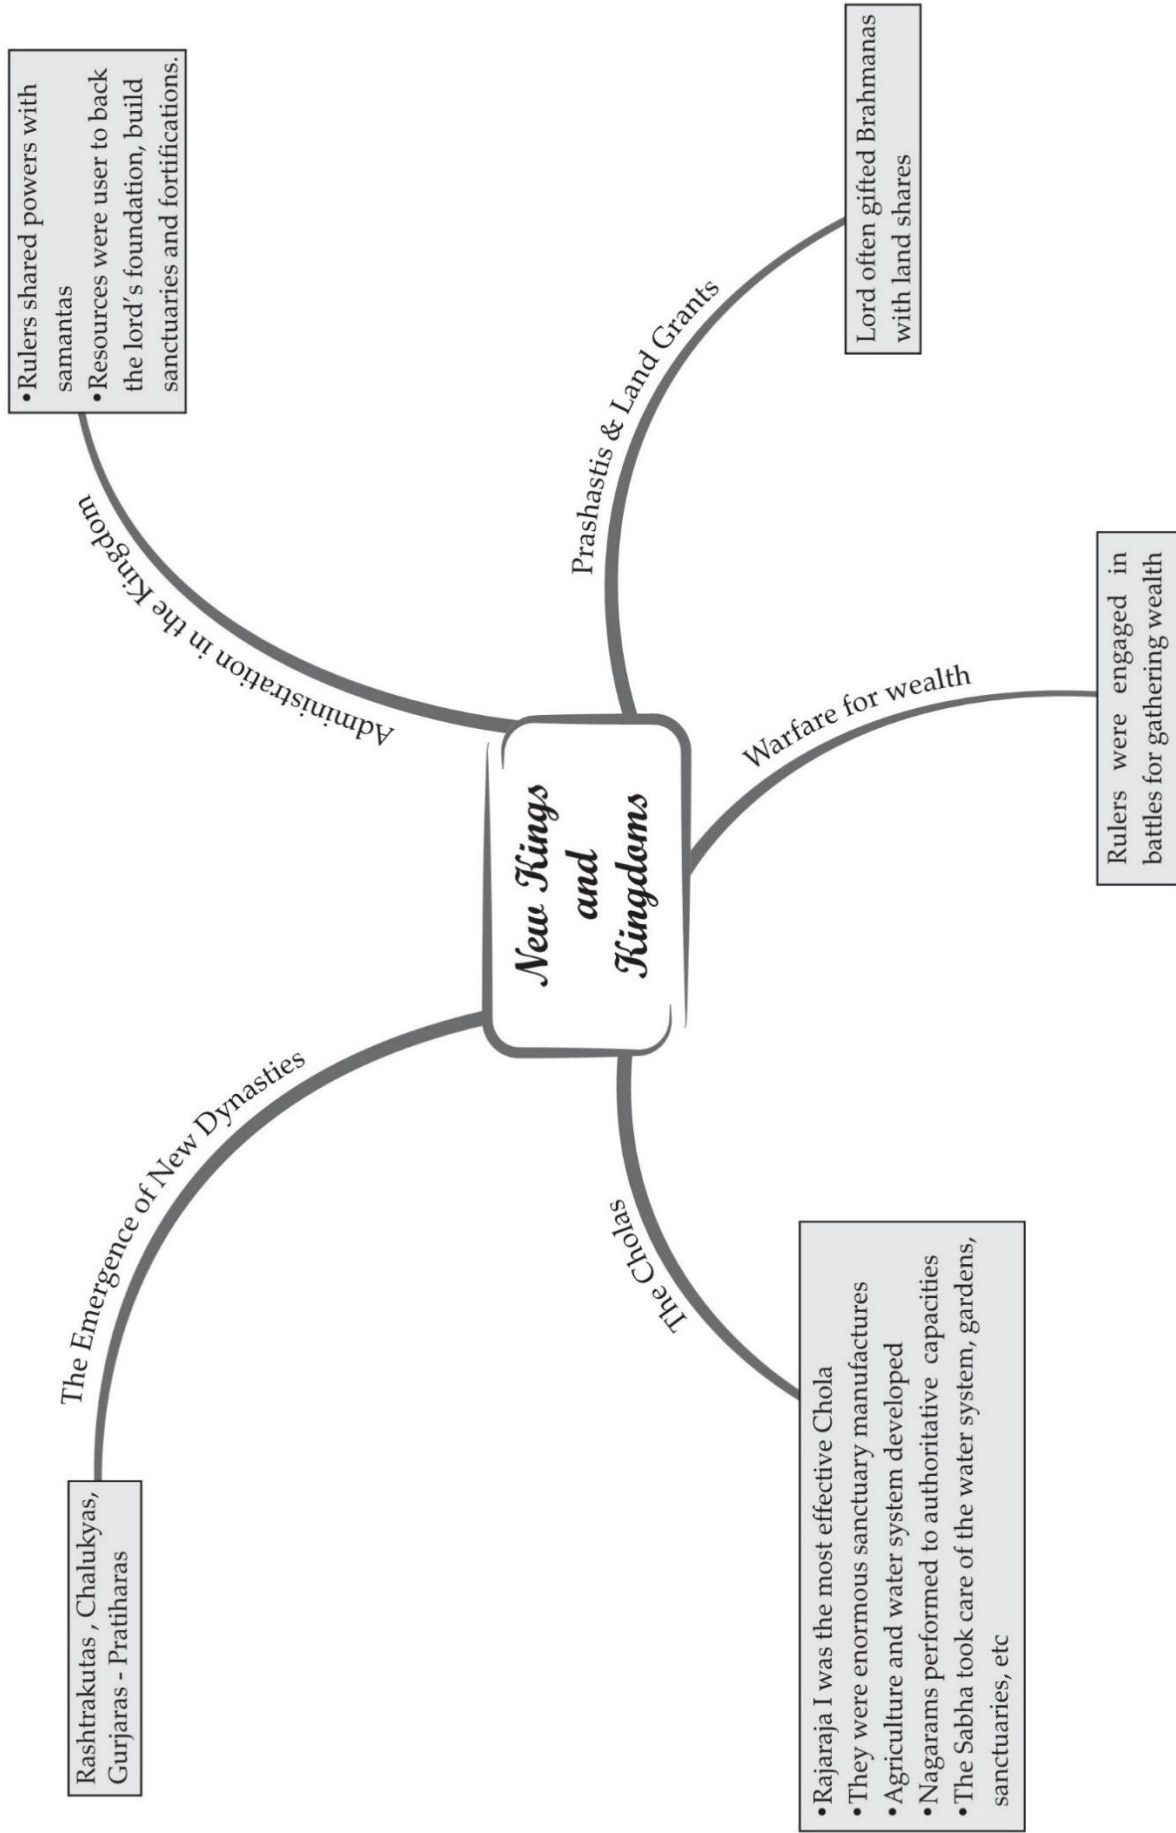 New Kings
and
Kingdoms
The Emergence of New Dynasties
Rashtrakutas , Chalukyas,
Gurjaras - Pratiharas
Administration in the Kingdom
•Rulers shared powers with
samantas
•Resources were user to back
the lord's foundation, build
sanctuaries and fortifications.
Prashastis & Land Grants
Lord often gifted Brahmanas
with land shares
Warfare for wealth
Rulers were engaged in
battles for gathering wealth
The Cholas
•Rajaraja I was the most effective Chola
•They were enormous sanctuary manufactures
•Agriculture and water system developed
•Nagarams performed to authoritative capacities
•The Sabha took care of the water system, gardens,
sanctuaries, etc